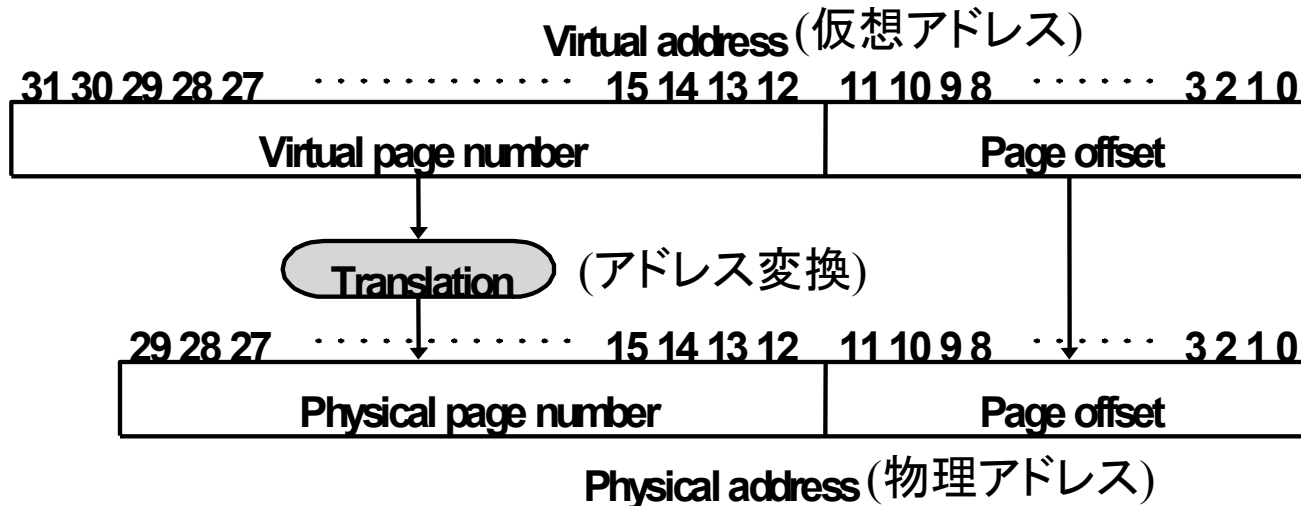 Virtual address (仮想アドレス)
31 30 29 28 27 ············· 15 14 13 12 11 10 9 8 ······ 3 2 1 0
Virtual page number Page offset
Translation (アドレス変換)
29 28 27 ············· 15 14 13 12 11 10 9 8 ······ 3 2 1 0
Physical page number Page offset
Physical address (物理アドレス)